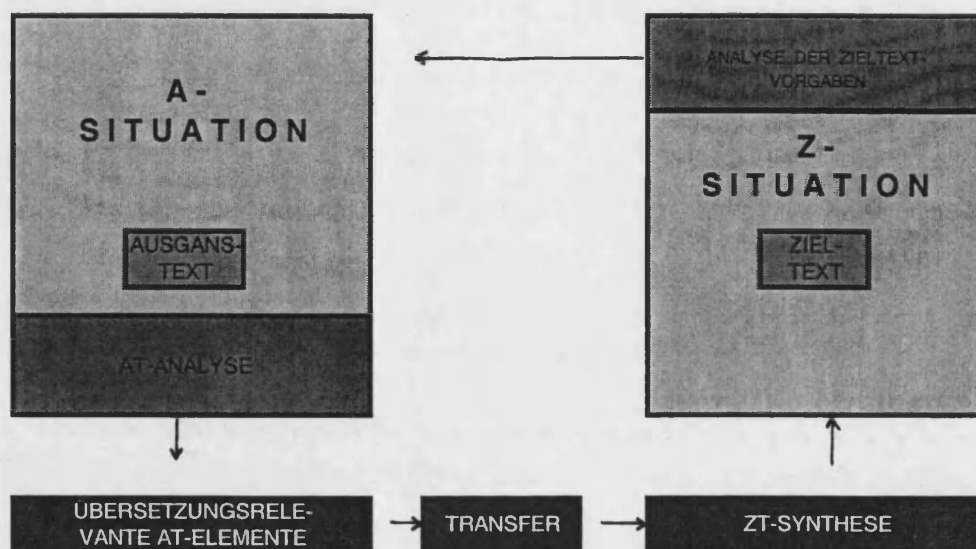 A-
SITUATION
AUSGANS-
TEXT
AT-ANALYSE
ANALYSE DER ZIELTEXT-
VORGABEN
Z-
SITUATION
ZIEL-
TEXT
ÜBERSETZUNGSRELE-
VANTE AT-ELEMENTE
TRANSFER
ZT-SYNTHESE